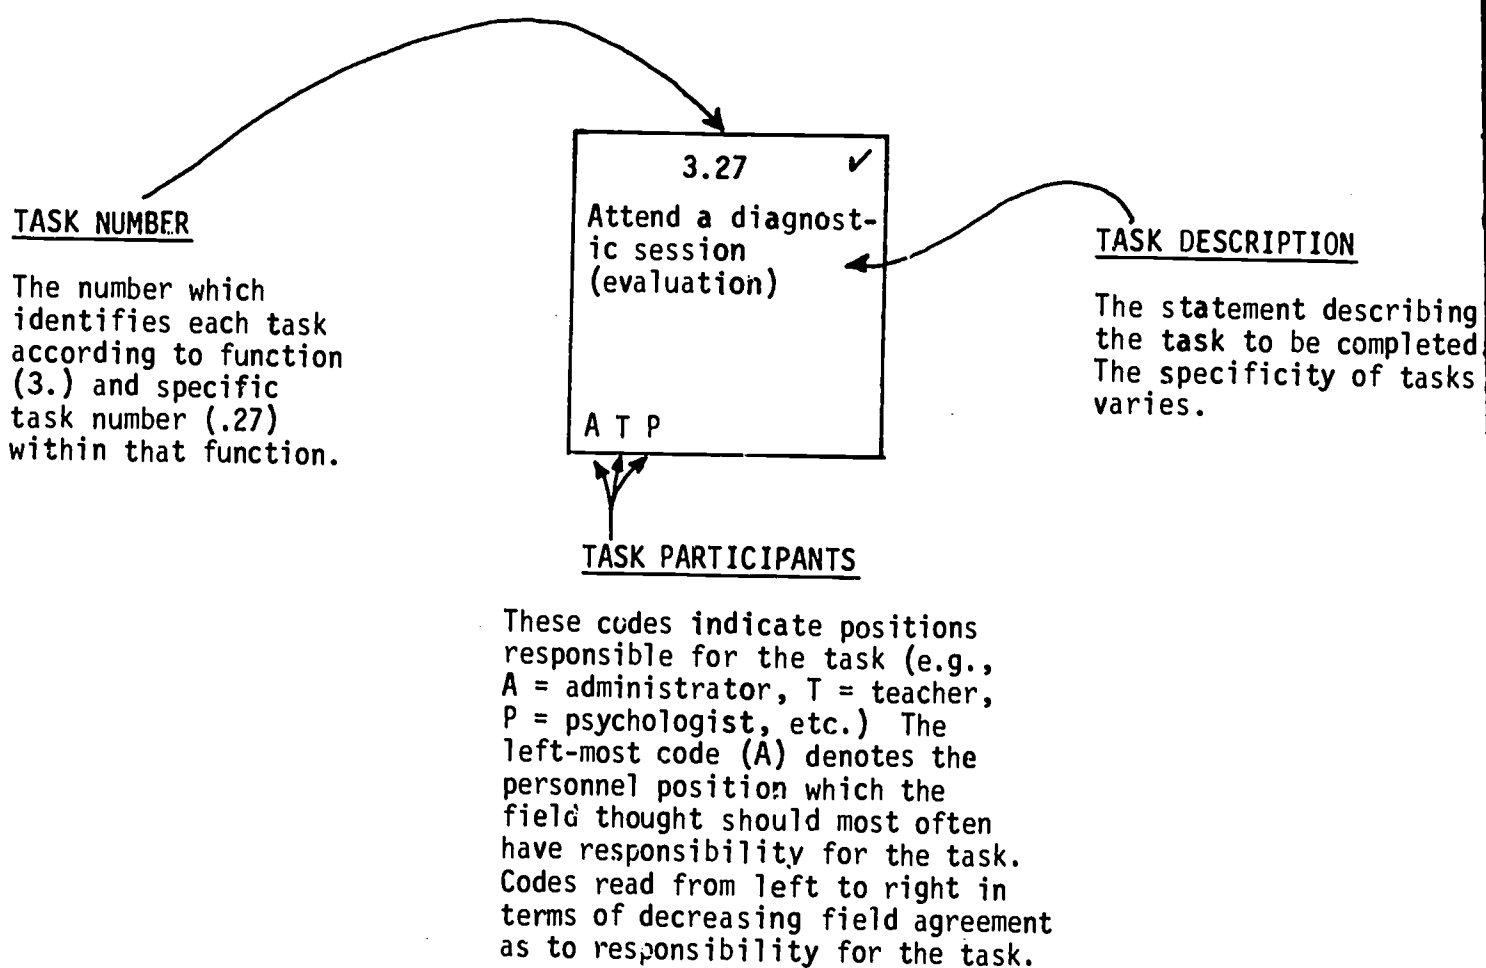 3.27 ✓
Attend a diagnost-
ic session
(evaluation)
A T P
TASK NUMBER
The number which
identifies each task
according to function
(3.) and specific
task number (.27)
within that function.
TASK DESCRIPTION
The statement describing
the task to be completed.
The specificity of tasks
varies.
TASK PARTICIPANTS
These codes indicate positions
responsible for the task (e.g.,
A = administrator, T = teacher,
P = psychologist, etc.) The
left-most code (A) denotes the
personnel position which the
field thought should most often
have responsibility for the task.
Codes read from left to right in
terms of decreasing field agreement
as to responsibility for the task.